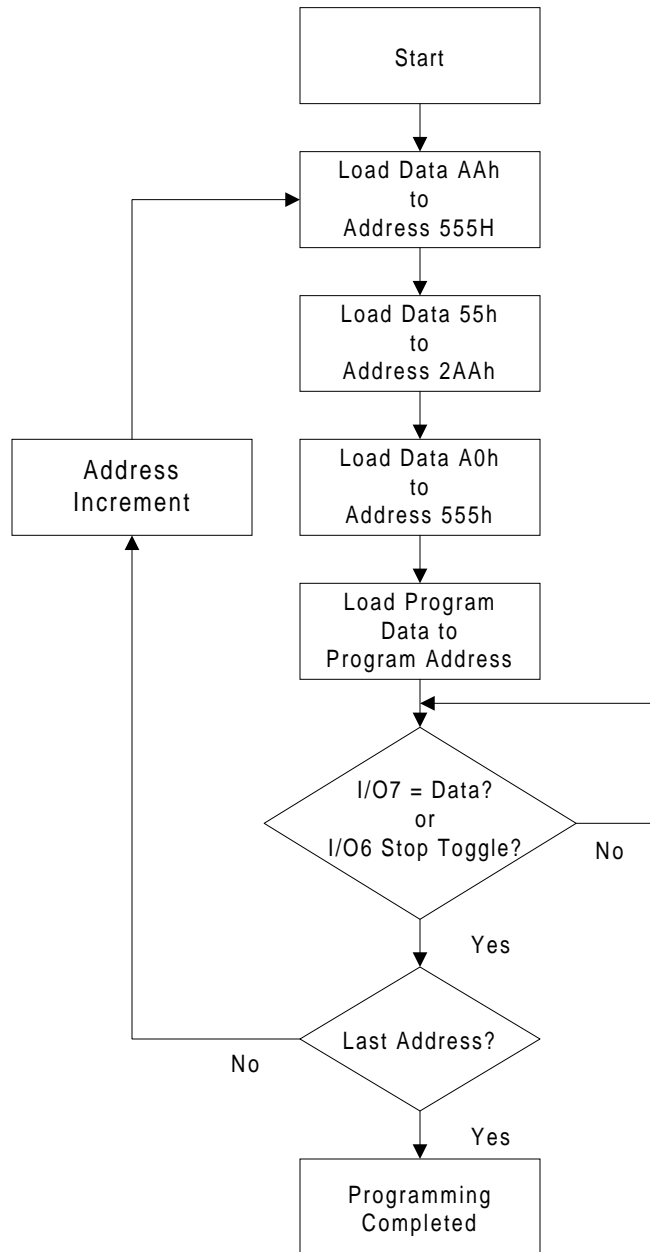 Start
Load Data AAh
to
Address 555H
Load Data 55h
to
Address 2AAh
Address
Increment
Load Data A0h
to
Address 555h
Load Program
Data to
Program Address
I/O7 = Data?
or
I/O6 Stop Toggle?
No
Yes
Last Address?
No
Yes
Programming
Completed